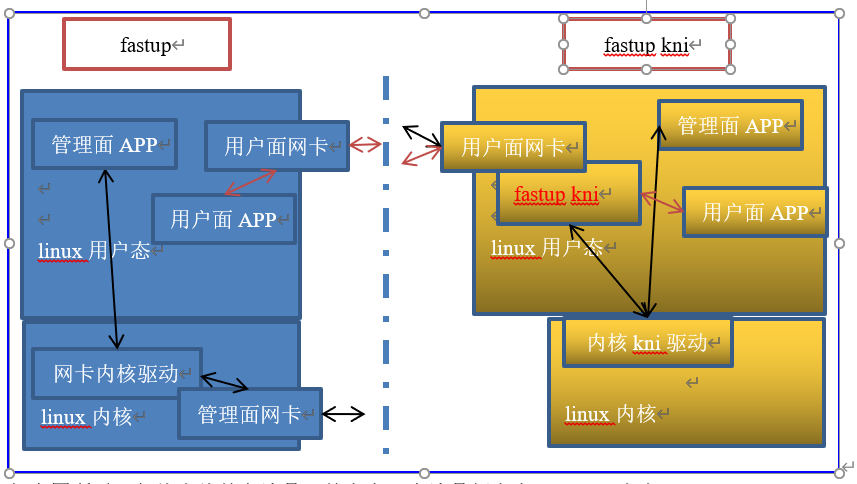 fastup
fastup kni
管理面 APP
用户面网卡
用户面 APP
linux 用户态
网卡内核驱动
linux 内核
管理面网卡
用户面网卡
管理面 APP
fastup kni
用户面 APP
linux 用户态
内核 kni 驱动
linux 内核